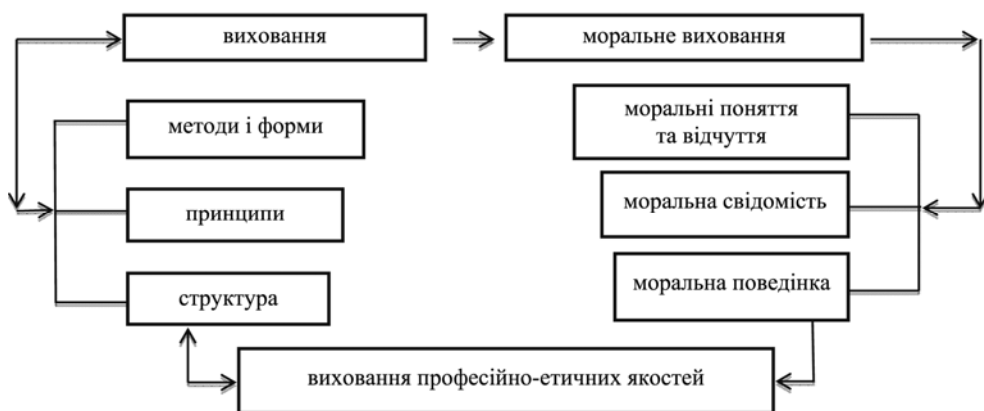 виховання
моральне виховання
методи і форми
моральні поняття
та відчуття
принципи
моральна свідомість
структура
моральна поведінка
виховання професійно-етичних якостей